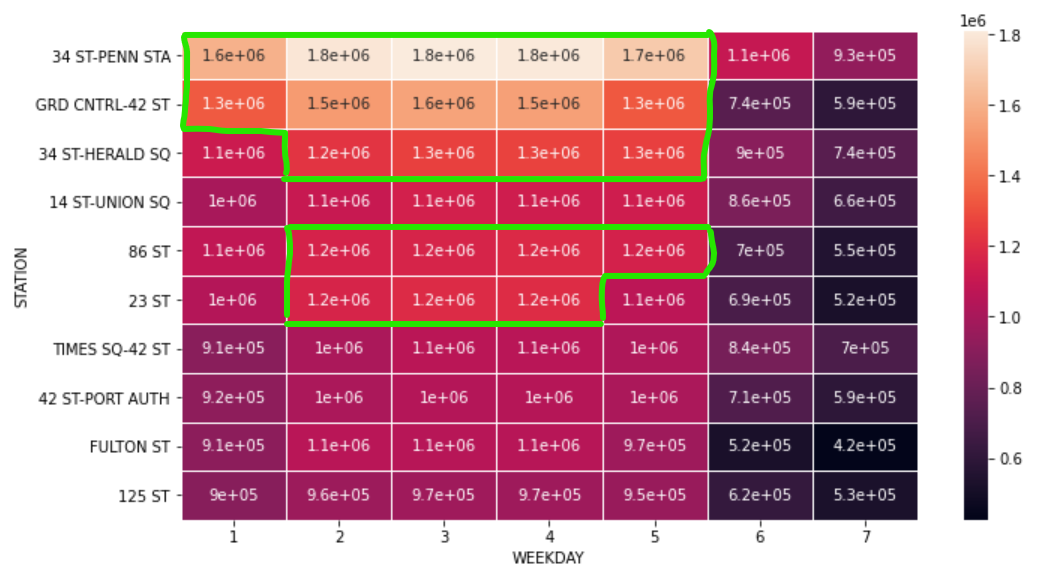 1e6
34 ST-PENN STA 1.6e+06 1.8e+06 1.8e+06 1.8e+06 1.7e+06 1.1e+06 9.3e+05
GRD CNTRL-42 ST 1.3e+06 1.5e+06 1.6e+06 1.5e+06 1.3e+06 7.4e+05 5.9e+05
34 ST-HERALD SQ 1.1e+06 1.2e+06 1.3e+06 1.3e+06 1.3e+06 9e+05 7.4e+05
14 ST-UNION SQ 1e+06 1.1e+06 1.1e+06 1.1e+06 1.1e+06 8.6e+05 6.6e+05
86 ST 1.1e+06 1.2e+06 1.2e+06 1.2e+06 1.2e+06 7e+05 5.5e+05
23 ST 1e+06 1.2e+06 1.2e+06 1.2e+06 1.1e+06 6.9e+05 5.2e+05
TIMES SQ-42 ST 9.1e+05 1e+06 1.1e+06 1.1e+06 1e+06 8.4e+05 7e+05
42 ST-PORT AUTH 9.2e+05 1e+06 1e+06 1e+06 1e+06 7.1e+05 5.9e+05
FULTON ST 9.1e+05 1.1e+06 1.1e+06 1.1e+06 9.7e+05 5.2e+05 4.2e+05
125 ST 9e+05 9.6e+05 9.7e+05 9.7e+05 9.5e+05 6.2e+05 5.3e+05
1 2 3 4 5 6 7
WEEKDAY
STATION
1.8
1.6
1.4
1.2
1.0
0.8
0.6